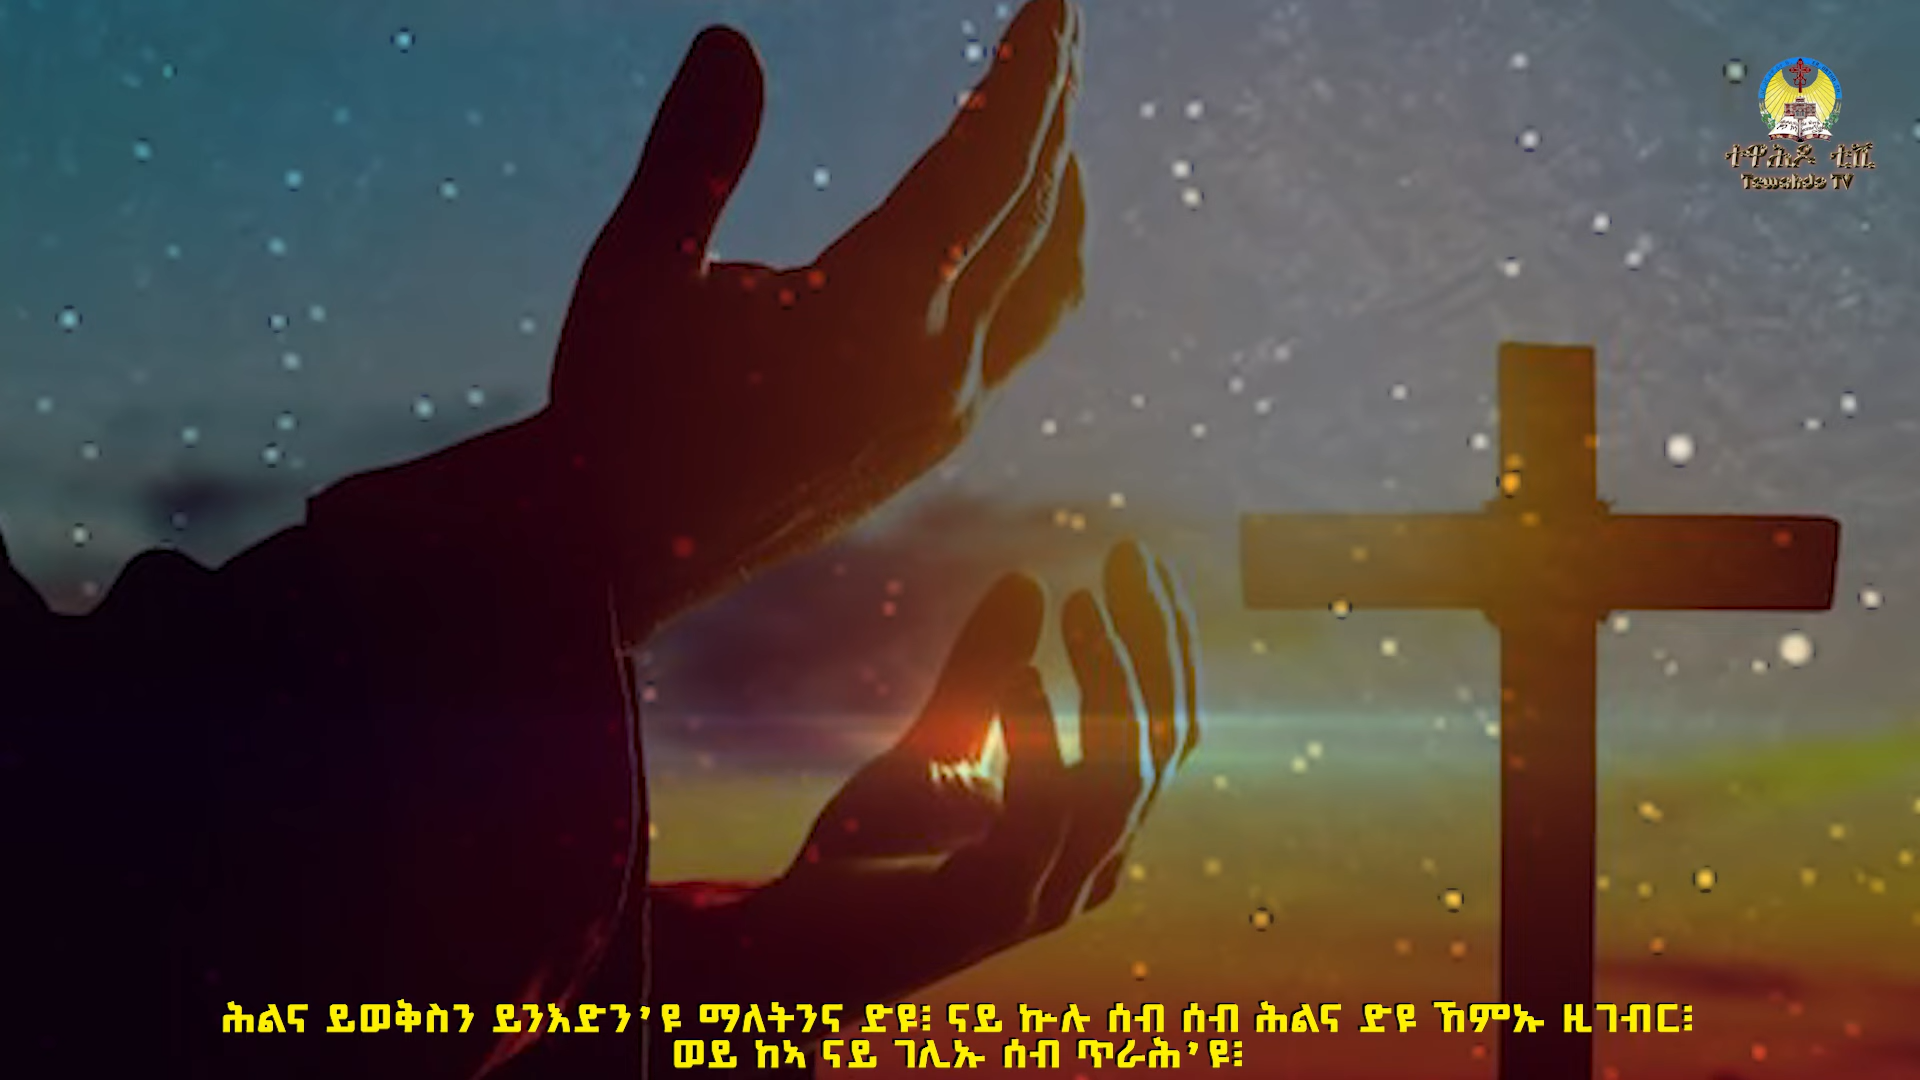 ተዋሕዶ ቲቪ
Tewahdo TV
ሕልና ይወቅስን ይንእድን’ዩ ማለትንና ድዩ፧ ናይ ኵሉ ሰብ ሰብ ሕልና ድዩ ኸምኡ ዚገብር፧
ወይ ከኣ ናይ ገሊኡ ሰብ ጥራሕ’ዩ፧